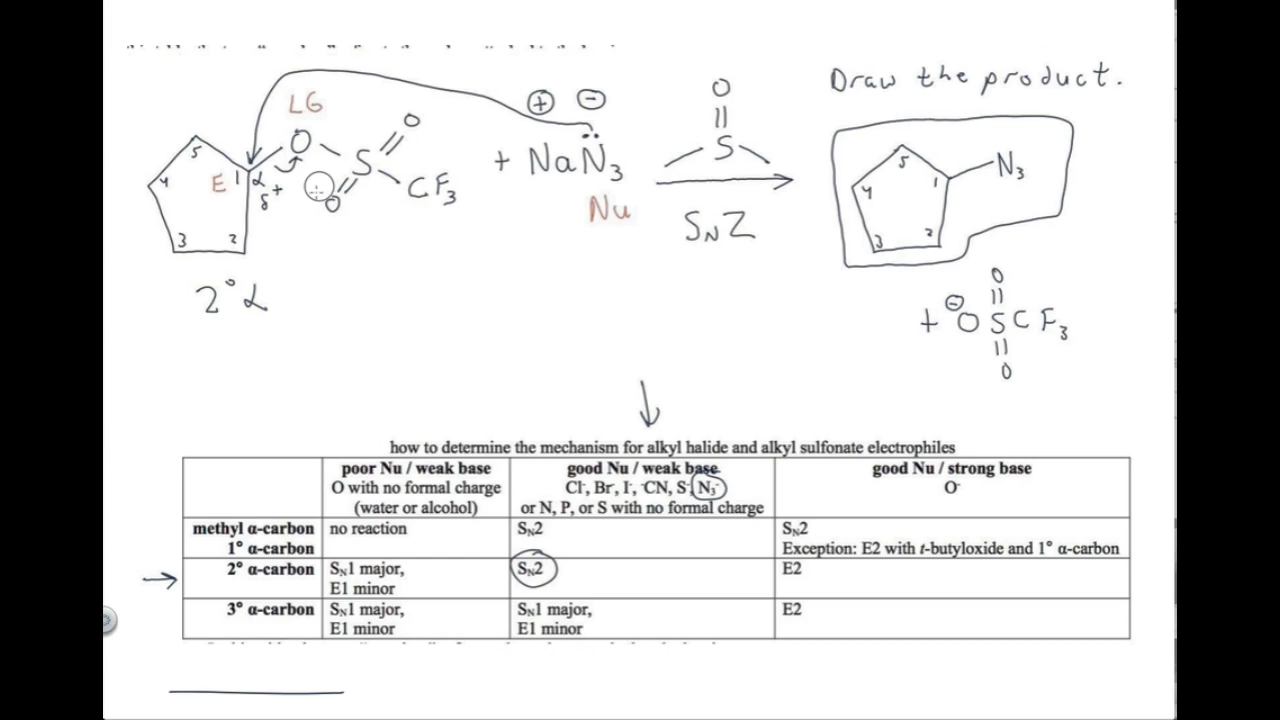 Draw the product.
LG
⊕ ⊖
O O O
5 S + NaN̈3 S 5 N3
4 E 1 α CF3 1
δ+ O Nu SN2 4
3 2 3 2
2° α
O
+ ⊖OSCF3
O
how to determine the mechanism for alkyl halide and alkyl sulfonate electrophiles
poor Nu / weak base good Nu / weak base good Nu / strong base
O with no formal charge Cl-, Br-, I-, -CN, S-, N3- O-
(water or alcohol) or N, P, or S with no formal charge
methyl α-carbon no reaction SN2 SN2
1° α-carbon Exception: E2 with t-butyloxide and 1° α-carbon
2° α-carbon SN1 major, SN2 E2
E1 minor
3° α-carbon SN1 major, SN1 major, E2
E1 minor E1 minor